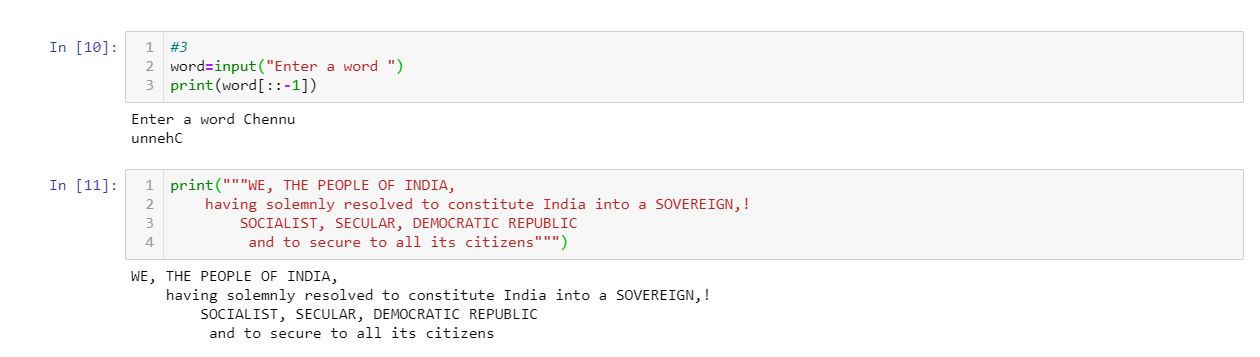 In [10]:
1 #3
2 word=input("Enter a word ")
3 print(word[::-1])
Enter a word Chennu
unnehC
In [11]:
1 print("""WE, THE PEOPLE OF INDIA,
2     having solemnly resolved to constitute India into a SOVEREIGN,!
3         SOCIALIST, SECULAR, DEMOCRATIC REPUBLIC
4          and to secure to all its citizens""")
WE, THE PEOPLE OF INDIA,
    having solemnly resolved to constitute India into a SOVEREIGN,!
        SOCIALIST, SECULAR, DEMOCRATIC REPUBLIC
         and to secure to all its citizens